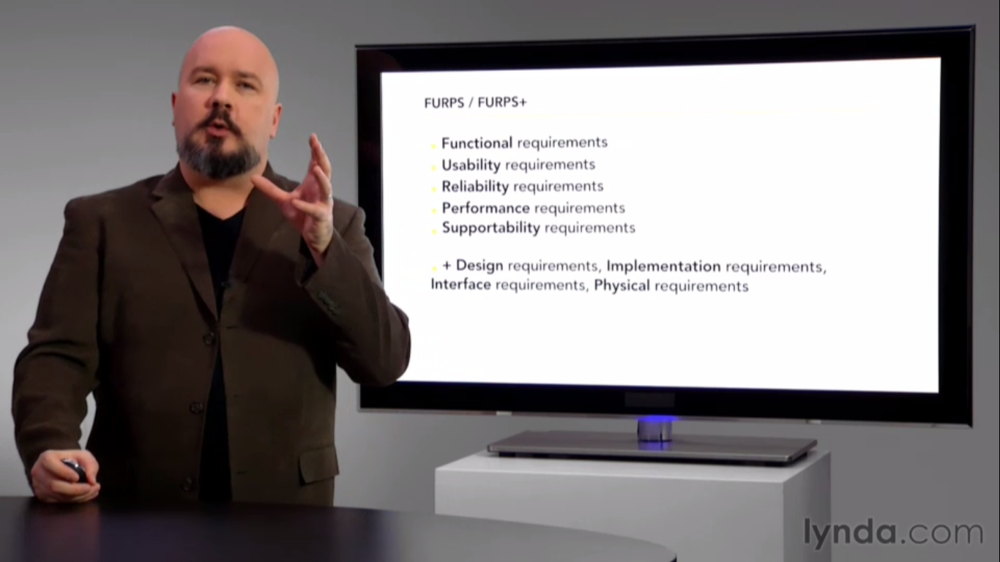 FURPS / FURPS+
Functional requirements
Usability requirements
Reliability requirements
Performance requirements
Supportability requirements
+ Design requirements, Implementation requirements,
Interface requirements, Physical requirements
lynda.com